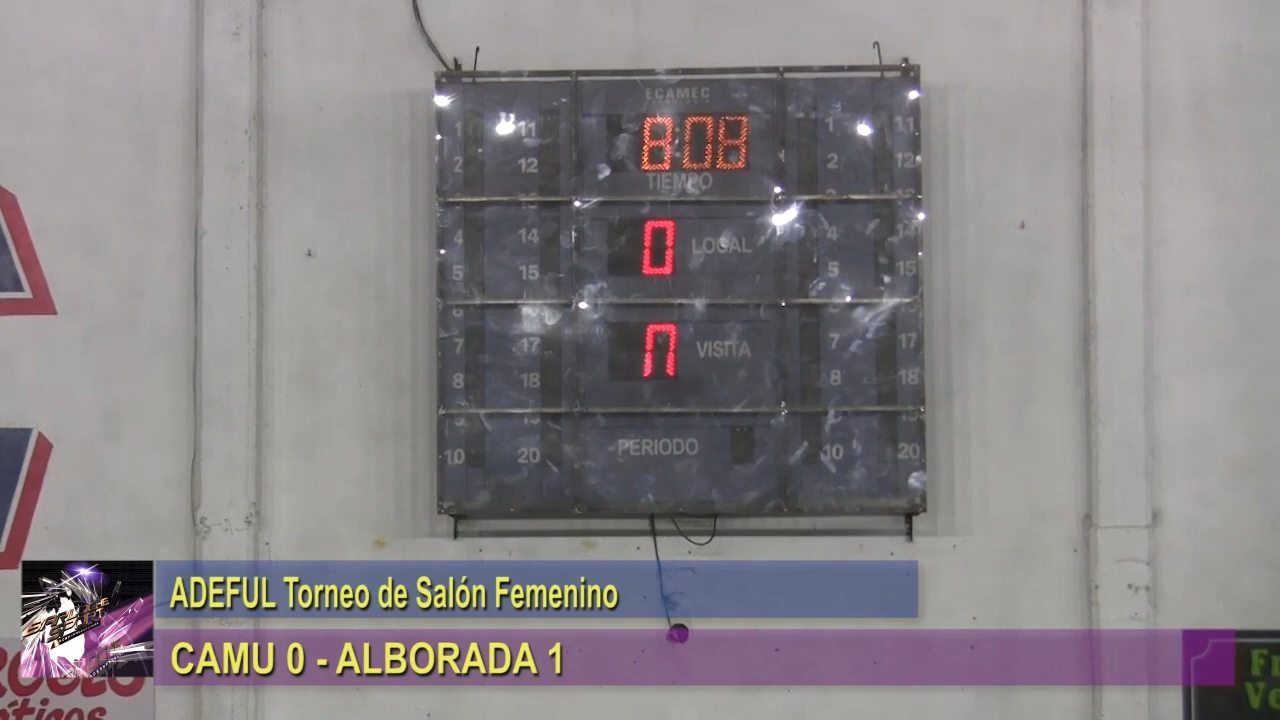 ECAMEC
8:08
TIEMPO
0 LOCAL
VISITA
PERIODO
1 11 1 11
2 12 2 12
4 14 4 14
5 15 5 15
7 17 7 17
8 18 8 18
10 20 10 20
ADEFUL Torneo de Salón Femenino
CAMU 0 - ALBORADA 1